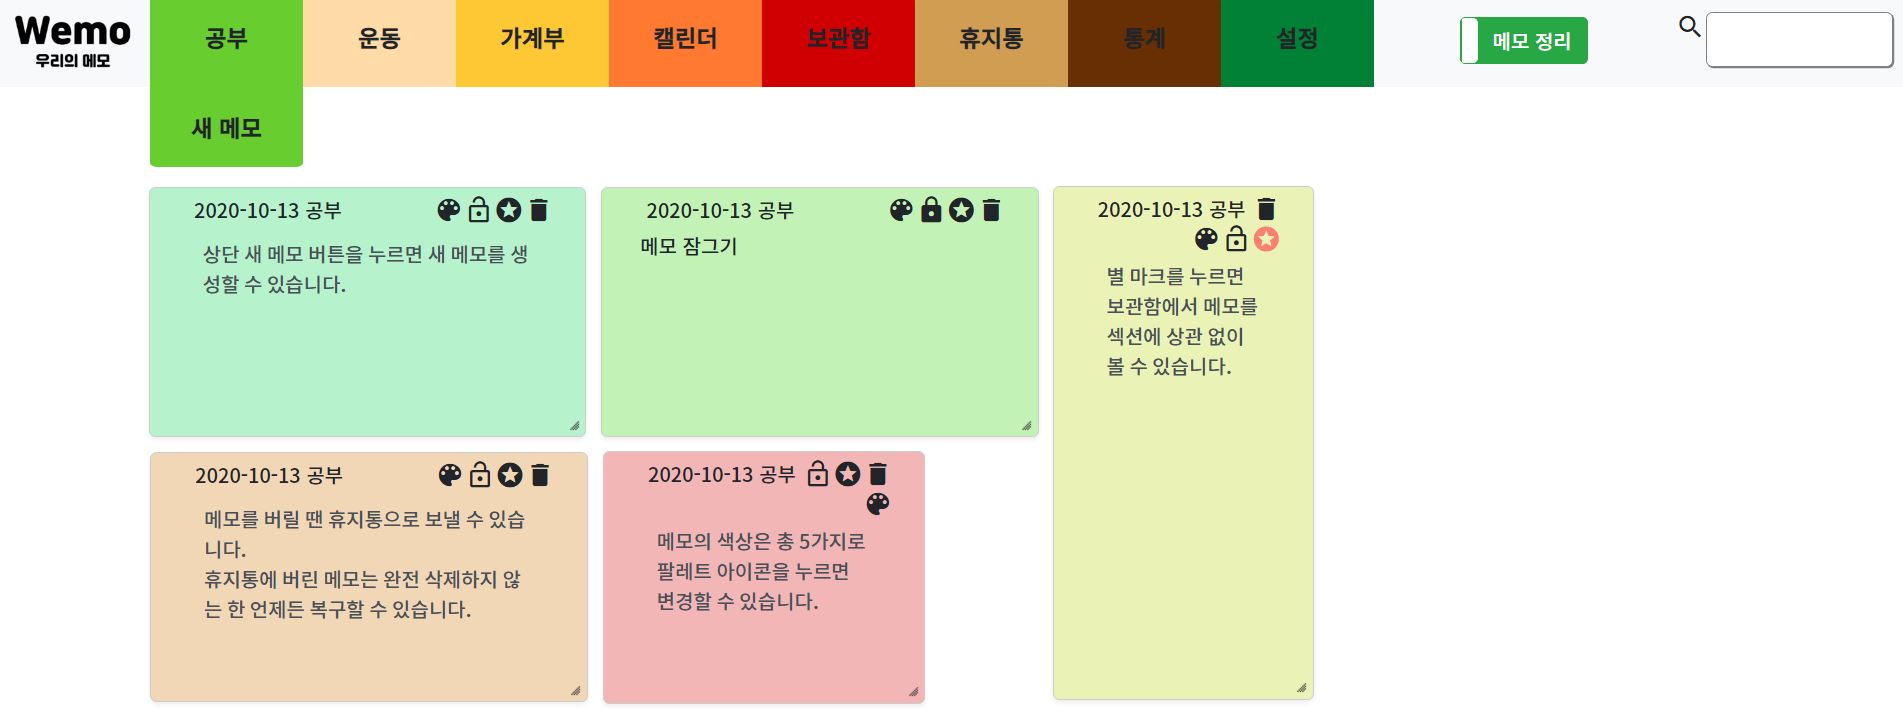 Wemo
우리의 메모
공부
운동
가계부
캘린더
보관함
휴지통
통계
설정
메모 정리
새 메모
2020-10-13 공부
상단 새 메모 버튼을 누르면 새 메모를 생
성할 수 있습니다.
2020-10-13 공부
메모 잠그기
2020-10-13 공부
별 마크를 누르면
보관함에서 메모를
섹션에 상관 없이
볼 수 있습니다.
2020-10-13 공부
메모를 버릴 땐 휴지통으로 보낼 수 있습
니다.
휴지통에 버린 메모는 완전 삭제하지 않
는 한 언제든 복구할 수 있습니다.
2020-10-13 공부
메모의 색상은 총 5가지로
팔레트 아이콘을 누르면
변경할 수 있습니다.